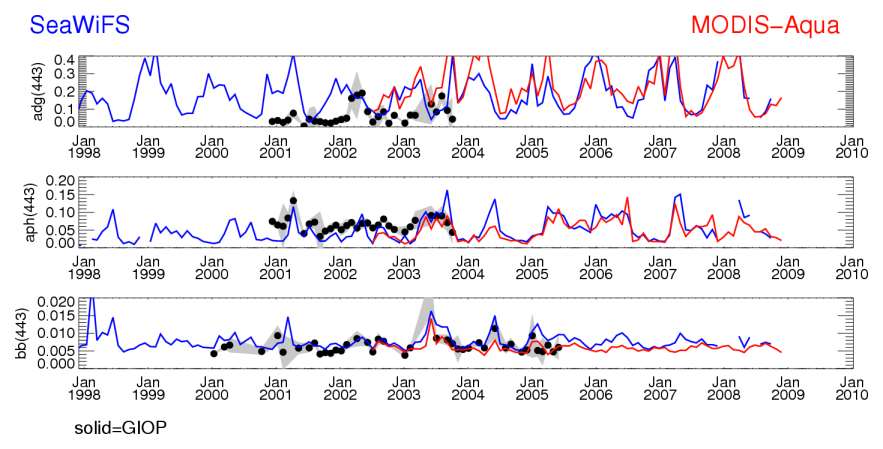 SeaWiFS MODIS-Aqua
adg(443)
0.4
0.3
0.2
0.1
0.0
Jan Jan Jan Jan Jan Jan Jan Jan Jan Jan Jan Jan Jan
1998 1999 2000 2001 2002 2003 2004 2005 2006 2007 2008 2009 2010
aph(443)
0.20
0.15
0.10
0.05
0.00
Jan Jan Jan Jan Jan Jan Jan Jan Jan Jan Jan Jan Jan
1998 1999 2000 2001 2002 2003 2004 2005 2006 2007 2008 2009 2010
bb(443)
0.020
0.015
0.010
0.005
0.000
Jan Jan Jan Jan Jan Jan Jan Jan Jan Jan Jan Jan Jan
1998 1999 2000 2001 2002 2003 2004 2005 2006 2007 2008 2009 2010
solid=GIOP